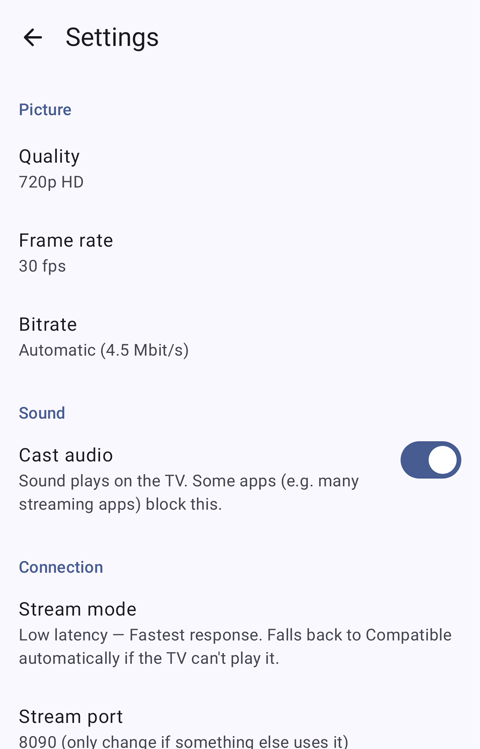 Settings
Picture
Quality
720p HD
Frame rate
30 fps
Bitrate
Automatic (4.5 Mbit/s)
Sound
Cast audio
Sound plays on the TV. Some apps (e.g. many
streaming apps) block this.
Connection
Stream mode
Low latency — Fastest response. Falls back to Compatible
automatically if the TV can't play it.
Stream port
8090 (only change if something else uses it)